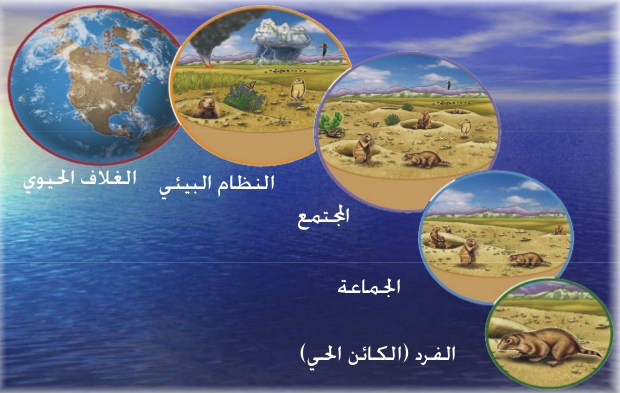 الغلاف الحيوي
النظام البيئي
المجتمع
الجماعة
الفرد (الكائن الحي)